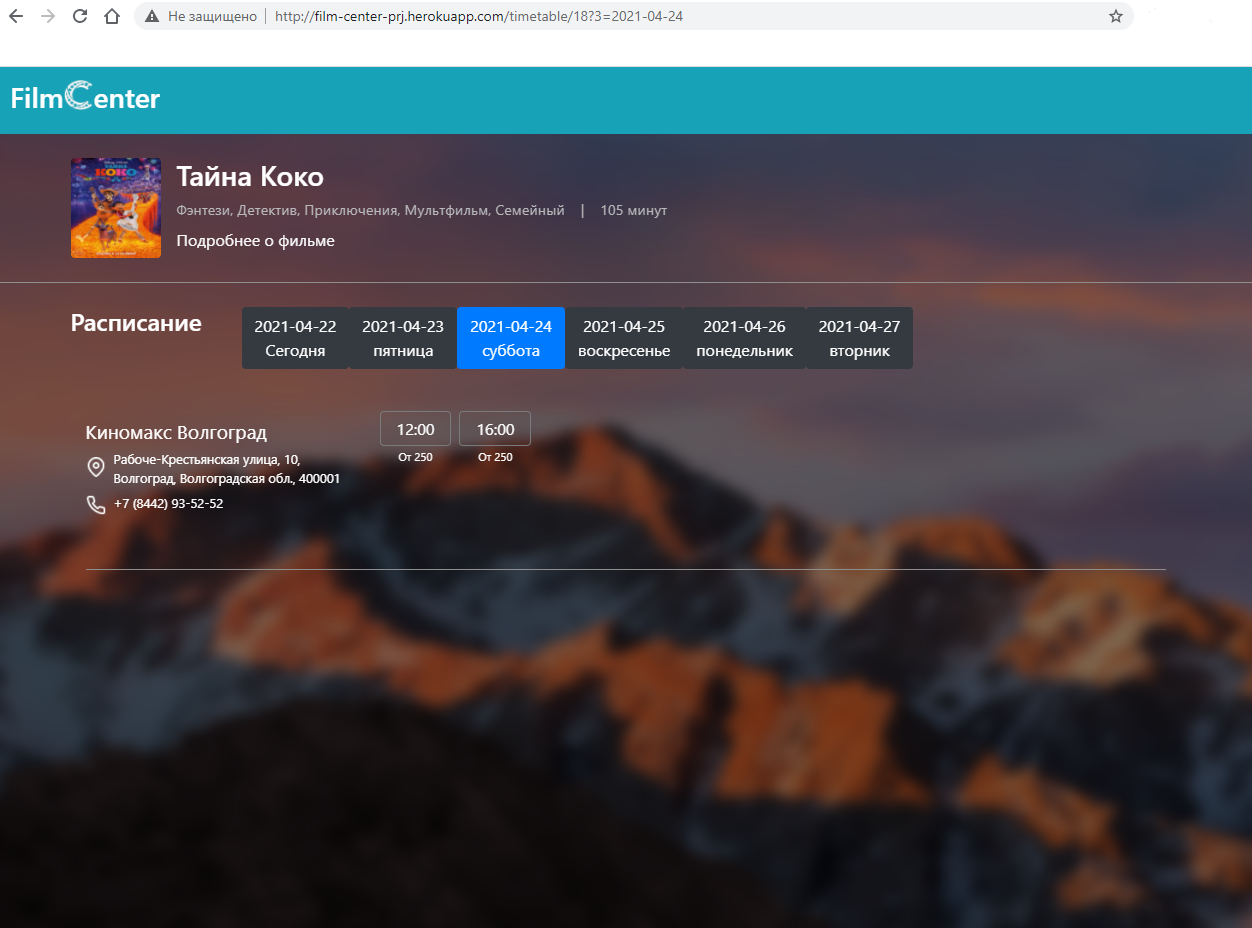 Не защищено http://film-center-prj.herokuapp.com/timetable/18?3=2021-04-24
FilmCenter
ТАЙНА
КОКО
Тайна Коко
Фэнтези, Детектив, Приключения, Мультфильм, Семейный | 105 минут
Подробнее о фильме
Расписание
2021-04-22
Сегодня
2021-04-23
пятница
2021-04-24
суббота
2021-04-25
воскресенье
2021-04-26
понедельник
2021-04-27
вторник
Киномакс Волгоград
Рабоче-Крестьянская улица, 10,
Волгоград, Волгоградская обл., 400001
+7 (8442) 93-52-52
12:00
От 250
16:00
От 250